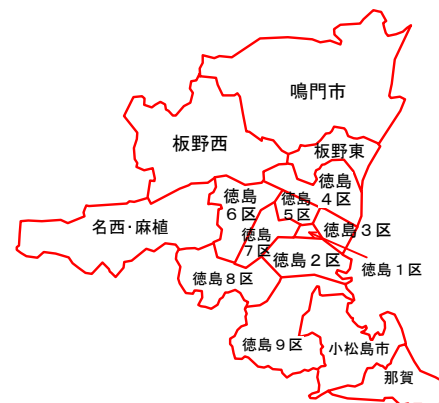 鳴門市
板野西
板野東
徳島
4区
徳島
6区
徳島
5区
名西・麻植
徳島3区
徳島
7区
徳島2区
徳島1区
徳島8区
徳島9区
小松島市
那賀